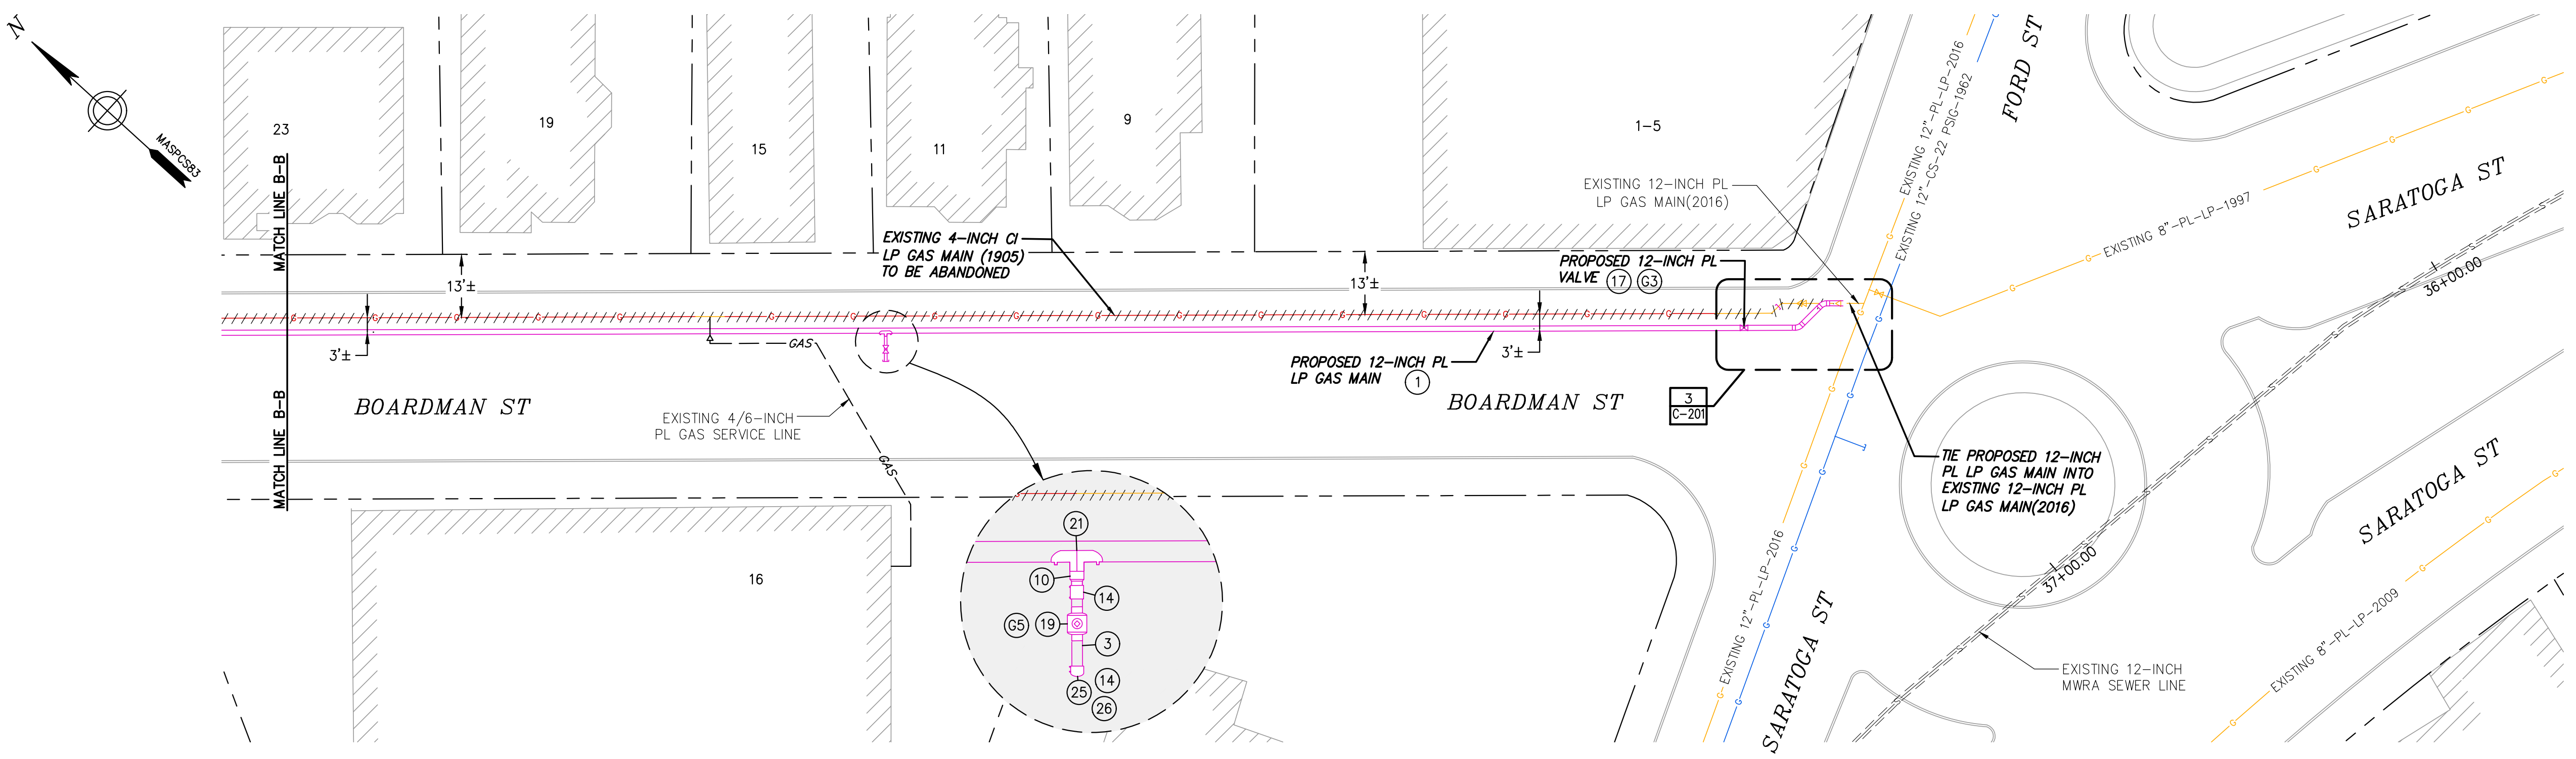 N
MASPCS83
23
19
15
11
9
1-5
MATCH LINE B-B
MATCH LINE B-B
13'±
3'±
13'±
3'±
EXISTING 4-INCH CI
LP GAS MAIN (1905)
TO BE ABANDONED
EXISTING 12-INCH PL
LP GAS MAIN(2016)
PROPOSED 12-INCH PL
VALVE 17 G3
PROPOSED 12-INCH PL
LP GAS MAIN 1
BOARDMAN ST
BOARDMAN ST
GAS
GAS
EXISTING 4/6-INCH
PL GAS SERVICE LINE
3
C-201
TIE PROPOSED 12-INCH
PL LP GAS MAIN INTO
EXISTING 12-INCH PL
LP GAS MAIN(2016)
EXISTING 12"-PL-LP-2016
EXISTING 12"-CS-22 PSIG-1962
FORD ST
EXISTING 8"-PL-LP-1997
SARATOGA ST
36+00.00
SARATOGA ST
37+00.00
EXISTING 8"-PL-LP-2009
EXISTING 12-INCH
MWRA SEWER LINE
EXISTING 12"-PL-LP-2016
SARATOGA ST
16
21
10
14
G5 19
3
14
25
26
G G G G G G G G G G G G G G G G
G G G G G G G G G G G G G G G G G G G G